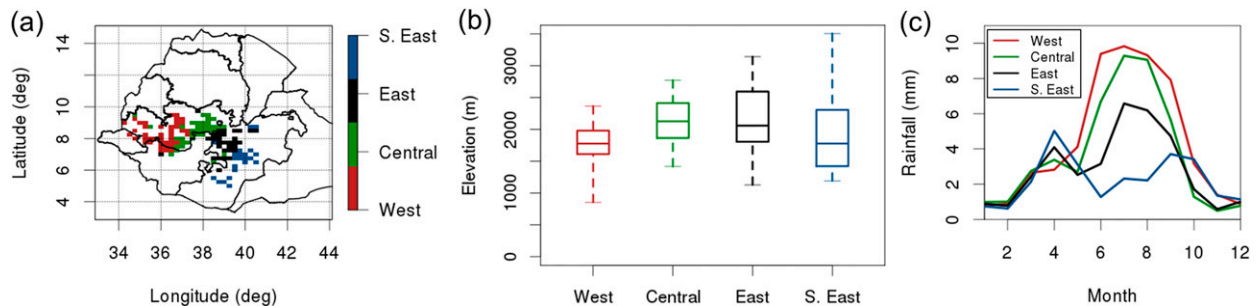 (a)
Latitude (deg)
14
10
8
6
4
34 36 38 40 42 44
Longitude (deg)
S. East
East
Central
West
(b)
Elevation (m)
3500
2000
1000
0
West Central East S. East
(c)
Rainfall (mm)
10
8
6
4
2
0
West
Central
East
S. East
2 4 6 8 10 12
Month